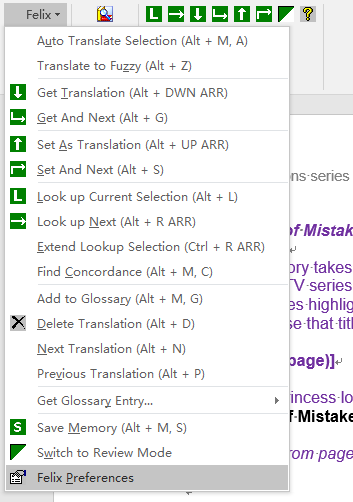 Felix
L ?
Auto Translate Selection (Alt + M, A)
Translate to Fuzzy (Alt + Z)
Get Translation (Alt + DWN ARR)
Get And Next (Alt + G)
Set As Translation (Alt + UP ARR)
Set And Next (Alt + S)
L Look up Current Selection (Alt + L)
Look up Next (Alt + R ARR)
Extend Lookup Selection (Ctrl + R ARR)
Find Concordance (Alt + M, C)
Add to Glossary (Alt + M, G)
Delete Translation (Alt + D)
Next Translation (Alt + N)
Previous Translation (Alt + P)
Get Glossary Entry...
S Save Memory (Alt + M, S)
Switch to Review Mode
Felix Preferences
ons series
of Mistak
ory takes
TV series
es highlig
se that titl
page)]
incess lo
of Mistake
rom page